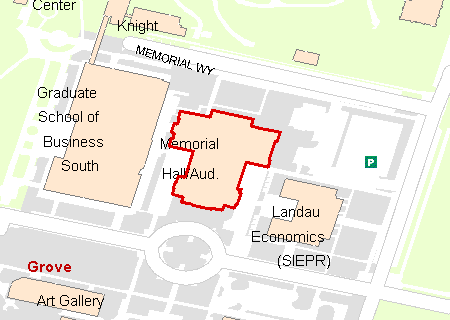 Center
Knight
MEMORIAL WY
Graduate
School of
Business
South
Memorial
Hall Aud.
P
Landau
Economics
(SIEPR)
Grove
Art Gallery